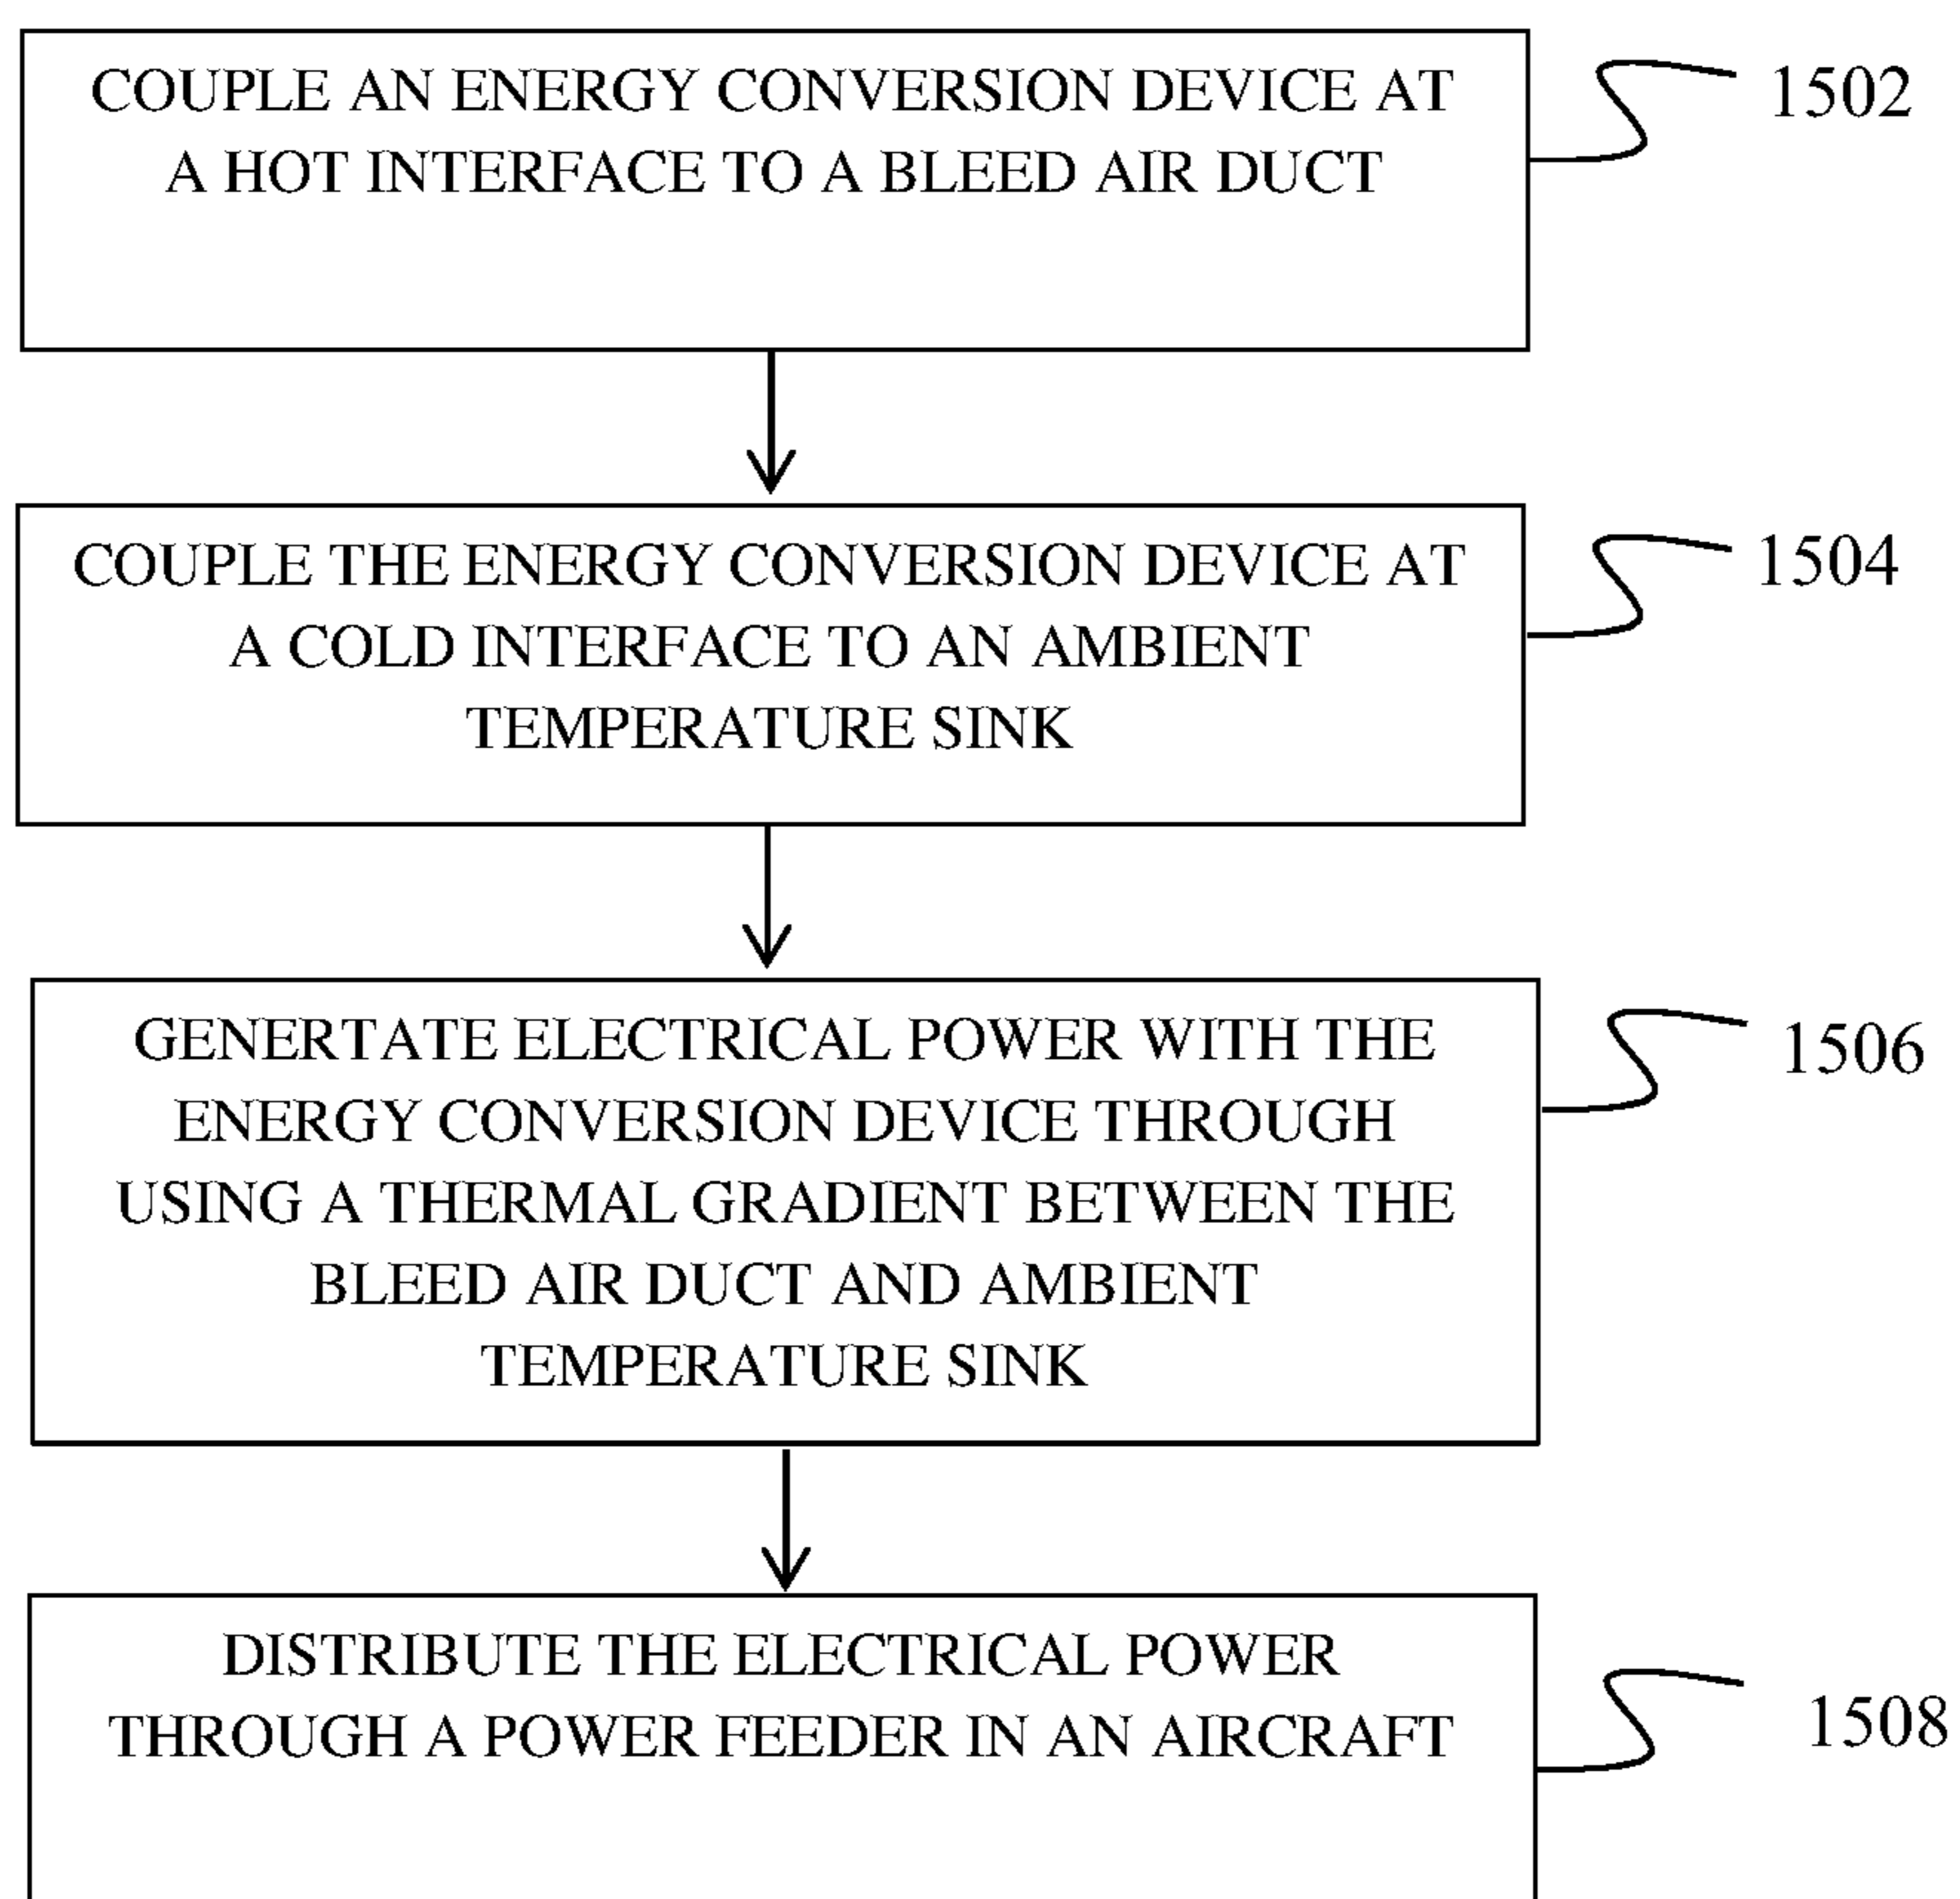 COUPLE AN ENERGY CONVERSION DEVICE AT
A HOT INTERFACE TO A BLEED AIR DUCT
1502
COUPLE THE ENERGY CONVERSION DEVICE AT
A COLD INTERFACE TO AN AMBIENT
TEMPERATURE SINK
1504
GENERTATE ELECTRICAL POWER WITH THE
ENERGY CONVERSION DEVICE THROUGH
USING A THERMAL GRADIENT BETWEEN THE
BLEED AIR DUCT AND AMBIENT
TEMPERATURE SINK
1506
DISTRIBUTE THE ELECTRICAL POWER
THROUGH A POWER FEEDER IN AN AIRCRAFT
1508